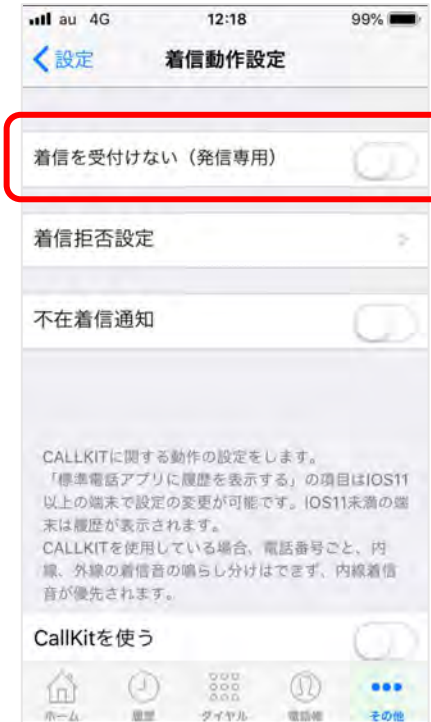 au 4G 12:18 99%
設定 着信動作設定
着信を受付けない（発信専用）
着信拒否設定
不在着信通知
CALLKITに関する動作の設定をします。
「標準電話アプリに履歴を表示する」の項目はIOS11
以上の端末で設定の変更が可能です。IOS11未満の端
末は履歴が表示されます。
CALLKITを使用している場合、電話番号ごと、内
線、外線の着信音の鳴らし分けはできず、内線着信
音が優先されます。
CallKitを使う
ホーム 履歴 ダイヤル 電話帳 その他